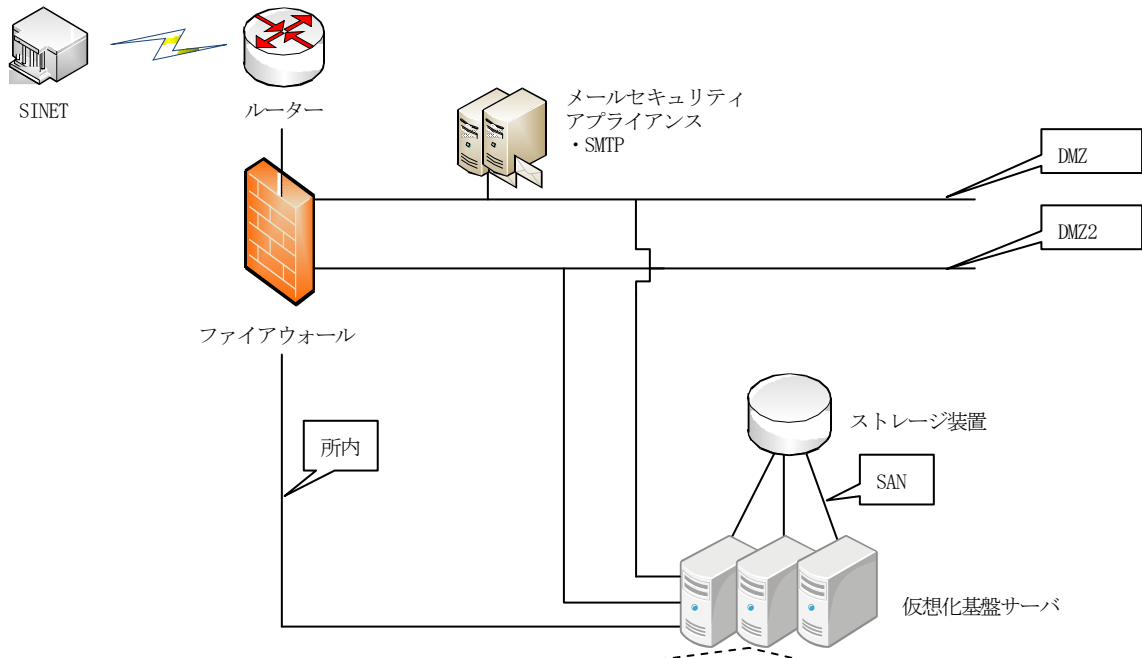 SINET
ルーター
メールセキュリティ
アプライアンス
・SMTP
DMZ
DMZ2
ファイアウォール
所内
ストレージ装置
SAN
仮想化基盤サーバ